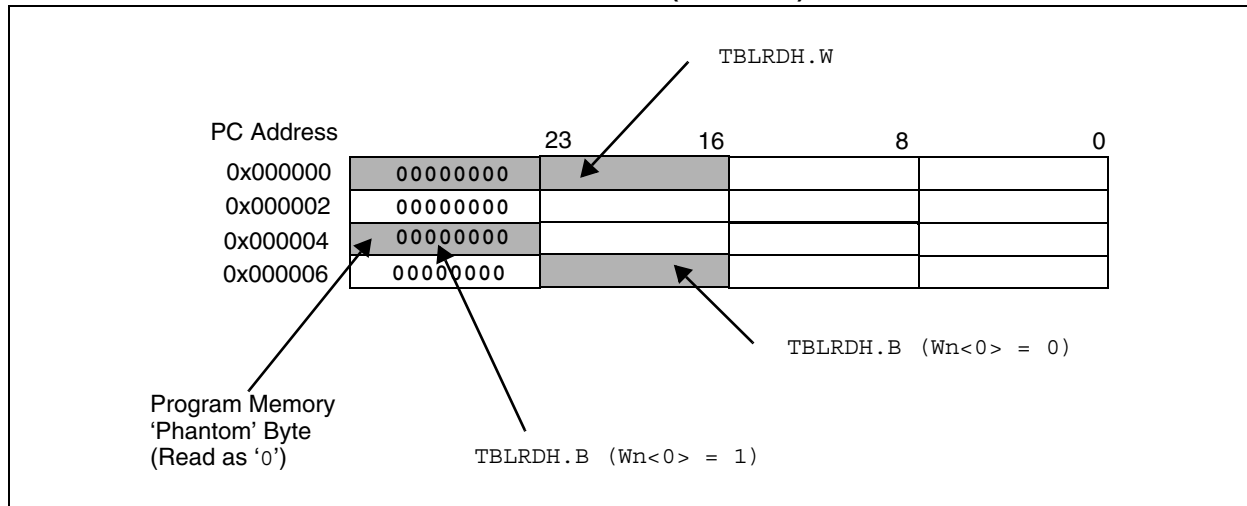 TBLRDH.W
PC Address
23 16 8 0
0x000000 00000000
0x000002 00000000
0x000004 00000000
0x000006 00000000
TBLRDH.B (Wn<0> = 0)
Program Memory
‘Phantom’ Byte
(Read as ‘0’)
TBLRDH.B (Wn<0> = 1)